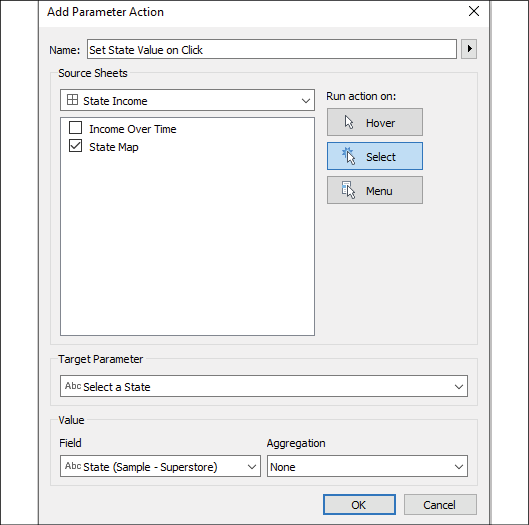 Add Parameter Action
Name: Set State Value on Click
Source Sheets
State Income
Run action on:
Income Over Time
State Map
Hover
Select
Menu
Target Parameter
Abc Select a State
Value
Field Aggregation
Abc State (Sample - Superstore) None
OK Cancel